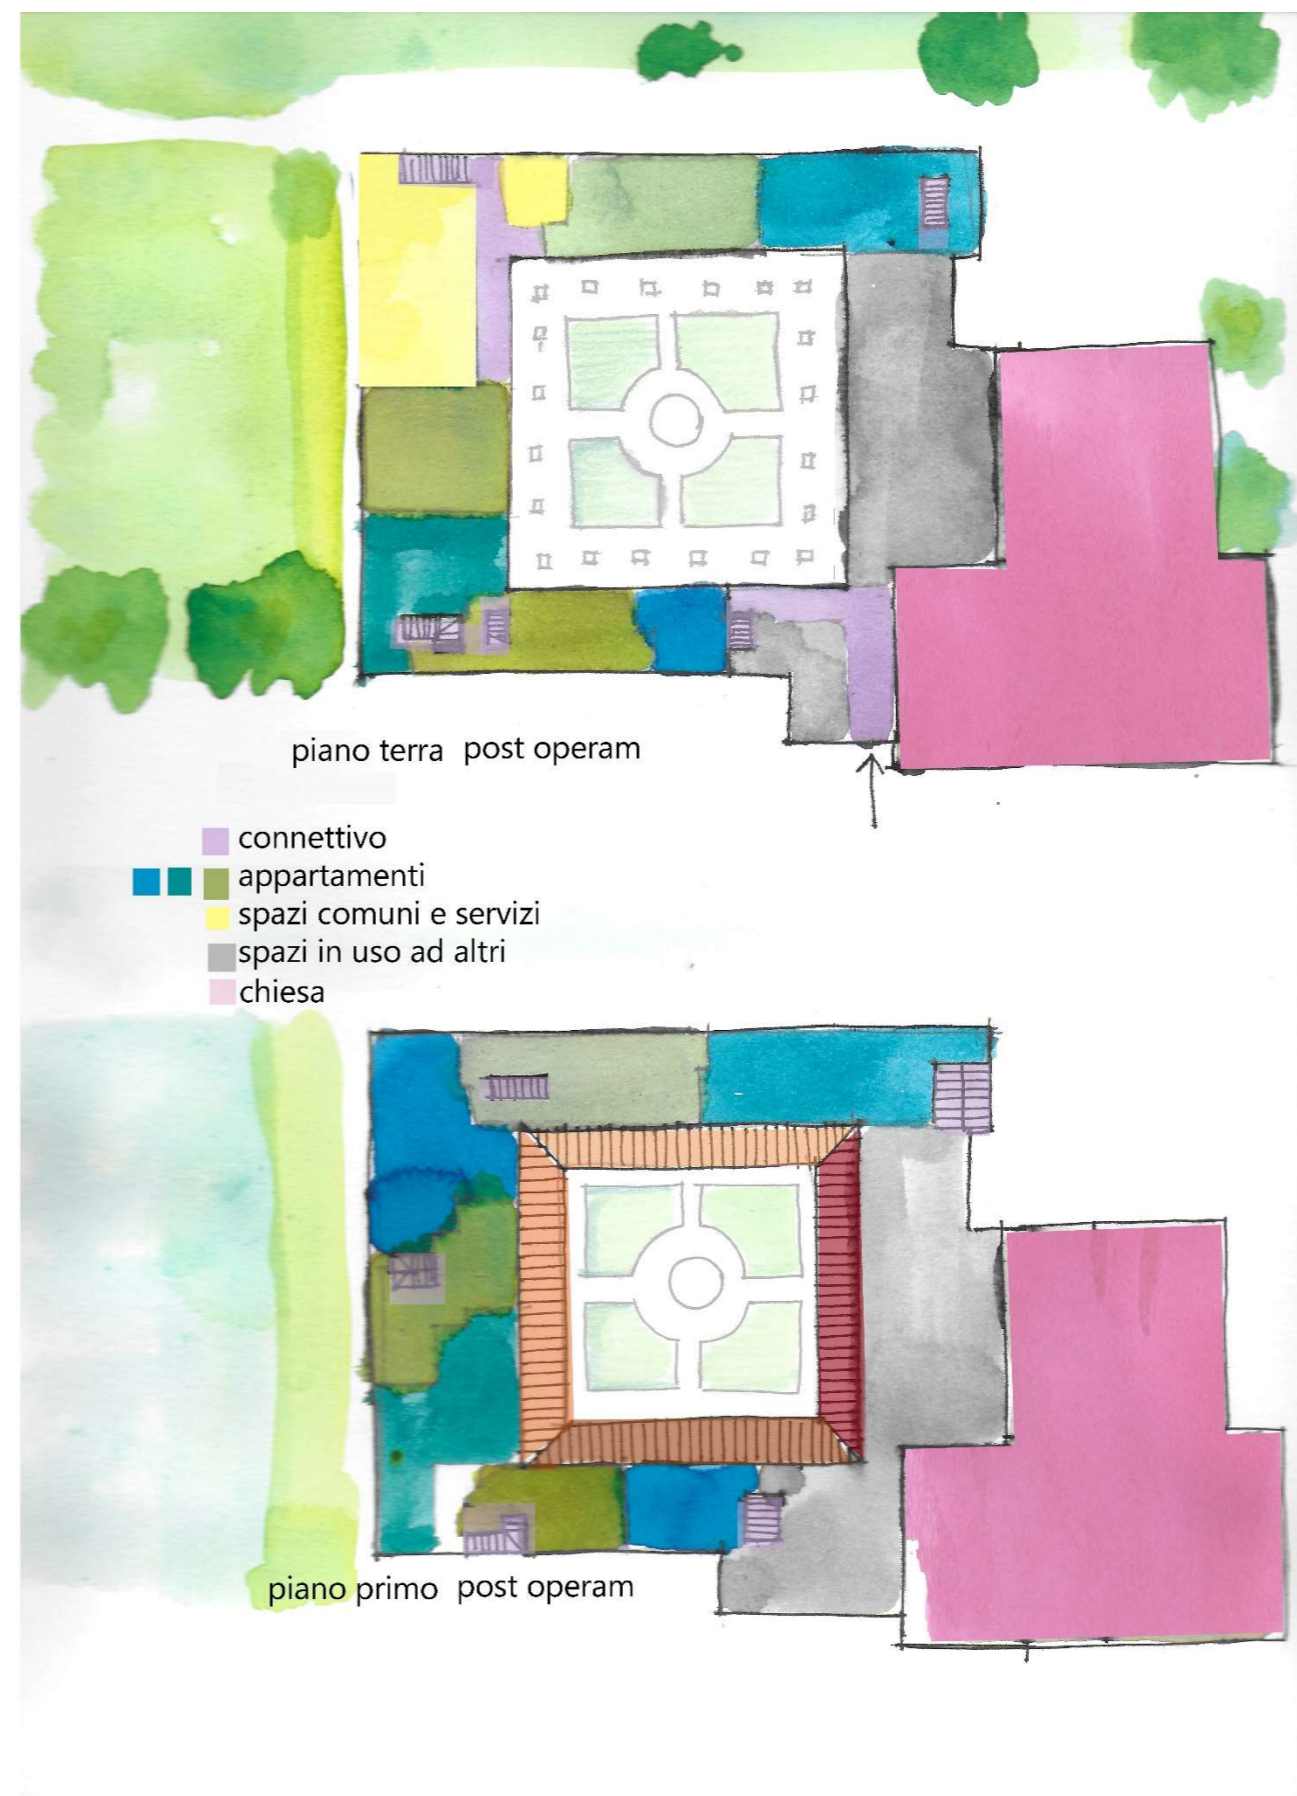 piano terra post operam
connettivo
appartamenti
spazi comuni e servizi
spazi in uso ad altri
chiesa
piano primo post operam